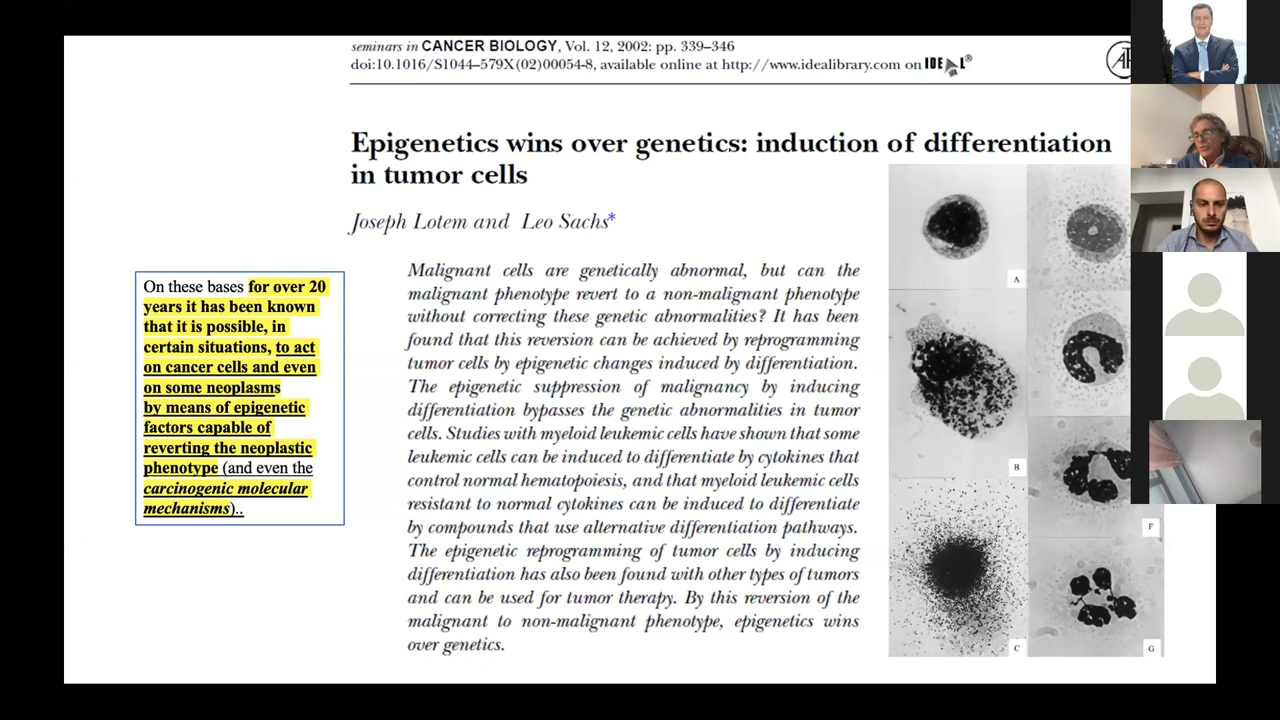 seminars in CANCER BIOLOGY, Vol. 12, 2002: pp. 339–346
doi:10.1016/S1044–579X(02)00054-8, available online at http://www.idealibrary.com on IDEAL®
Epigenetics wins over genetics: induction of differentiation
in tumor cells
Joseph Lotem and Leo Sachs*
On these bases for over 20
years it has been known
that it is possible, in
certain situations, to act
on cancer cells and even
on some neoplasms
by means of epigenetic
factors capable of
reverting the neoplastic
phenotype (and even the
carcinogenic molecular
mechanisms)..
Malignant cells are genetically abnormal, but can the
malignant phenotype revert to a non-malignant phenotype
without correcting these genetic abnormalities? It has been
found that this reversion can be achieved by reprogramming
tumor cells by epigenetic changes induced by differentiation.
The epigenetic suppression of malignancy by inducing
differentiation bypasses the genetic abnormalities in tumor
cells. Studies with myeloid leukemic cells have shown that some
leukemic cells can be induced to differentiate by cytokines that
control normal hematopoiesis, and that myeloid leukemic cells
resistant to normal cytokines can be induced to differentiate
by compounds that use alternative differentiation pathways.
The epigenetic reprogramming of tumor cells by inducing
differentiation has also been found with other types of tumors
and can be used for tumor therapy. By this reversion of the
malignant to non-malignant phenotype, epigenetics wins
over genetics.
A
B
C
F
G